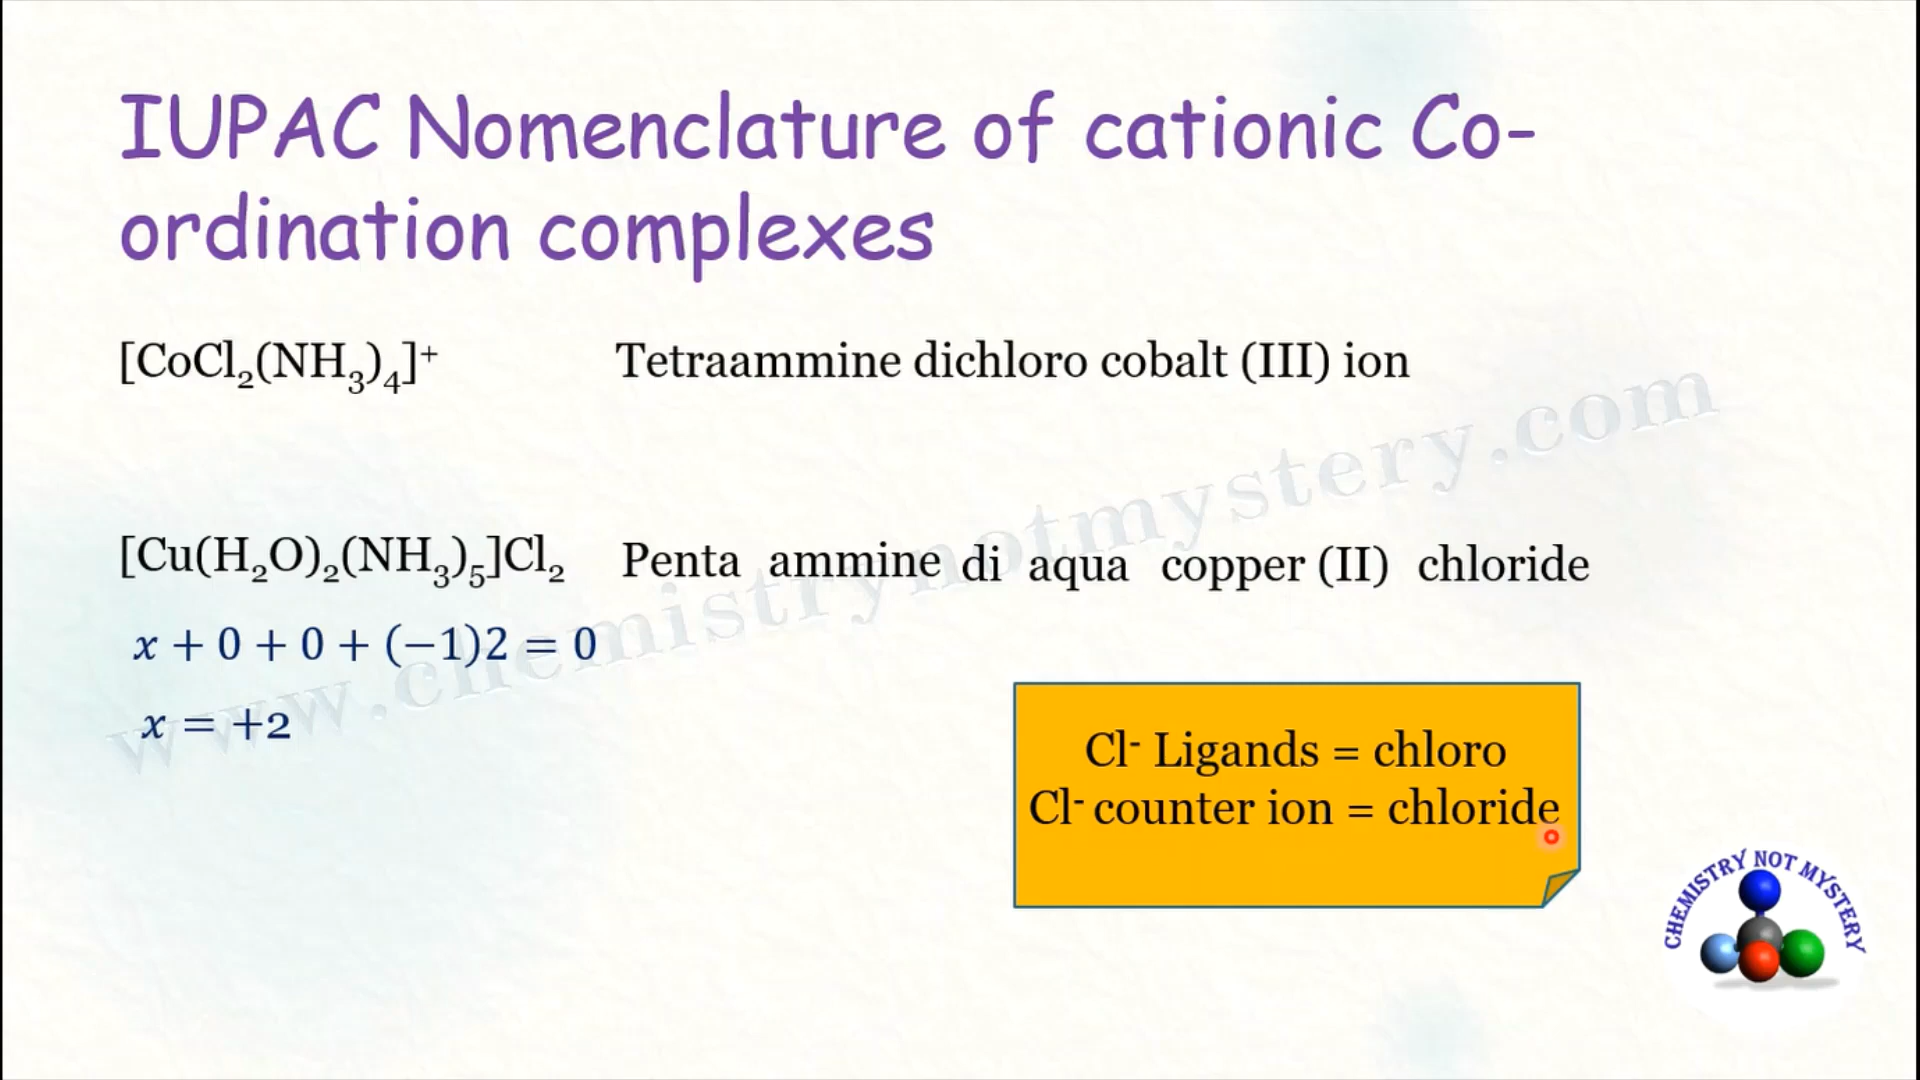 IUPAC Nomenclature of cationic Co-
ordination complexes
[CoCl₂(NH₃)₄]⁺ Tetraammine dichloro cobalt (III) ion
[Cu(H₂O)₂(NH₃)₅]Cl₂ Penta ammine di aqua copper (II) chloride
x + 0 + 0 + (−1)2 = 0
x = +2
Cl⁻ Ligands = chloro
Cl⁻ counter ion = chloride
www.chemistrynotmystery.com
CHEMISTRY NOT MYSTERY